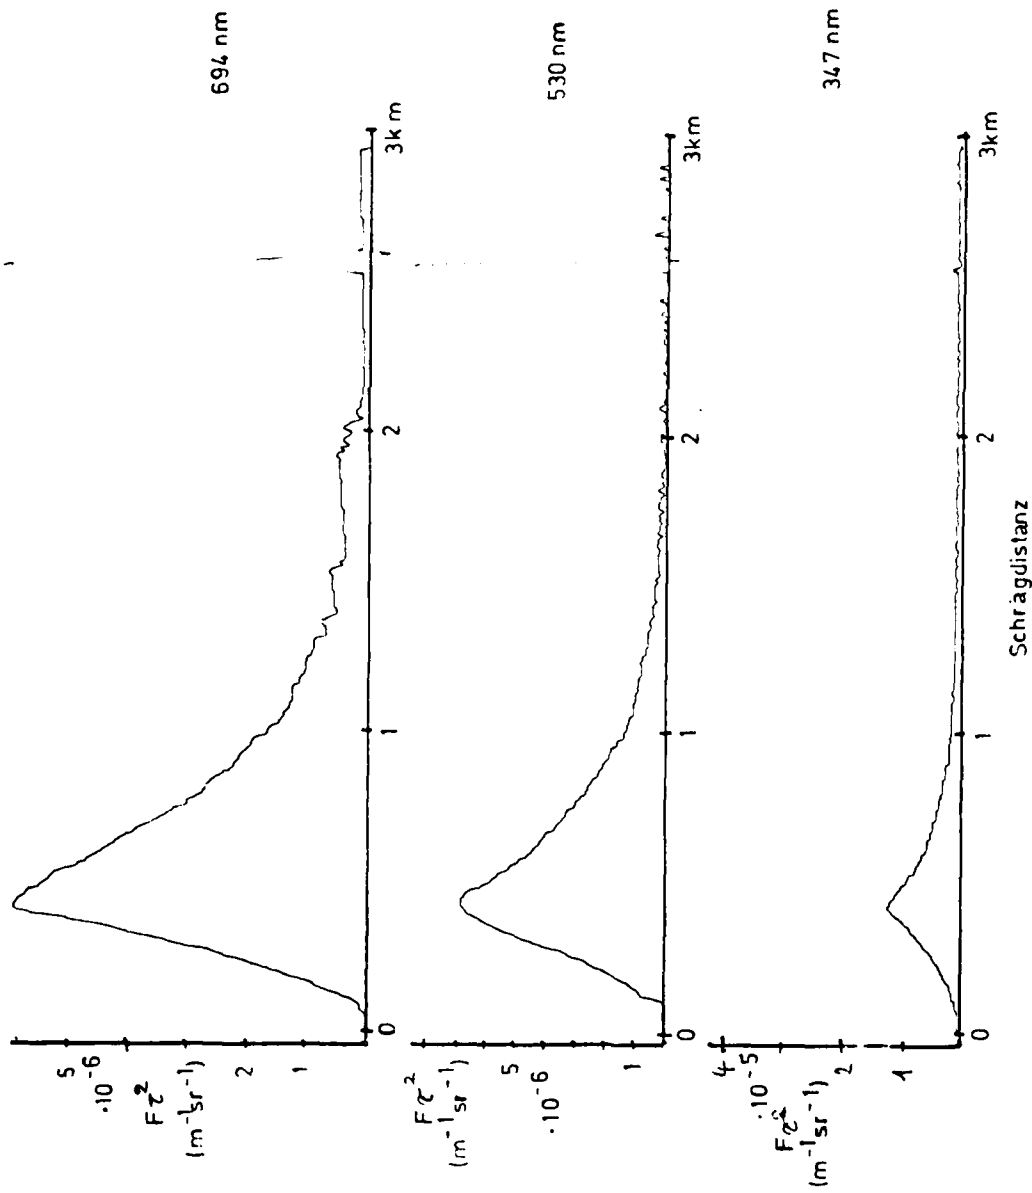 694 nm
5
·10⁻⁶
Fτ²
(m⁻¹sr⁻¹)
2
1
0
1
2
3km
530 nm
Fτ²
(m⁻¹sr⁻¹)
5
·10⁻⁶
1
0
1
2
3km
347 nm
4
·10⁻⁵
Fτ²
(m⁻¹sr⁻¹)
2
1
0
1
2
3km
Schrägdistanz